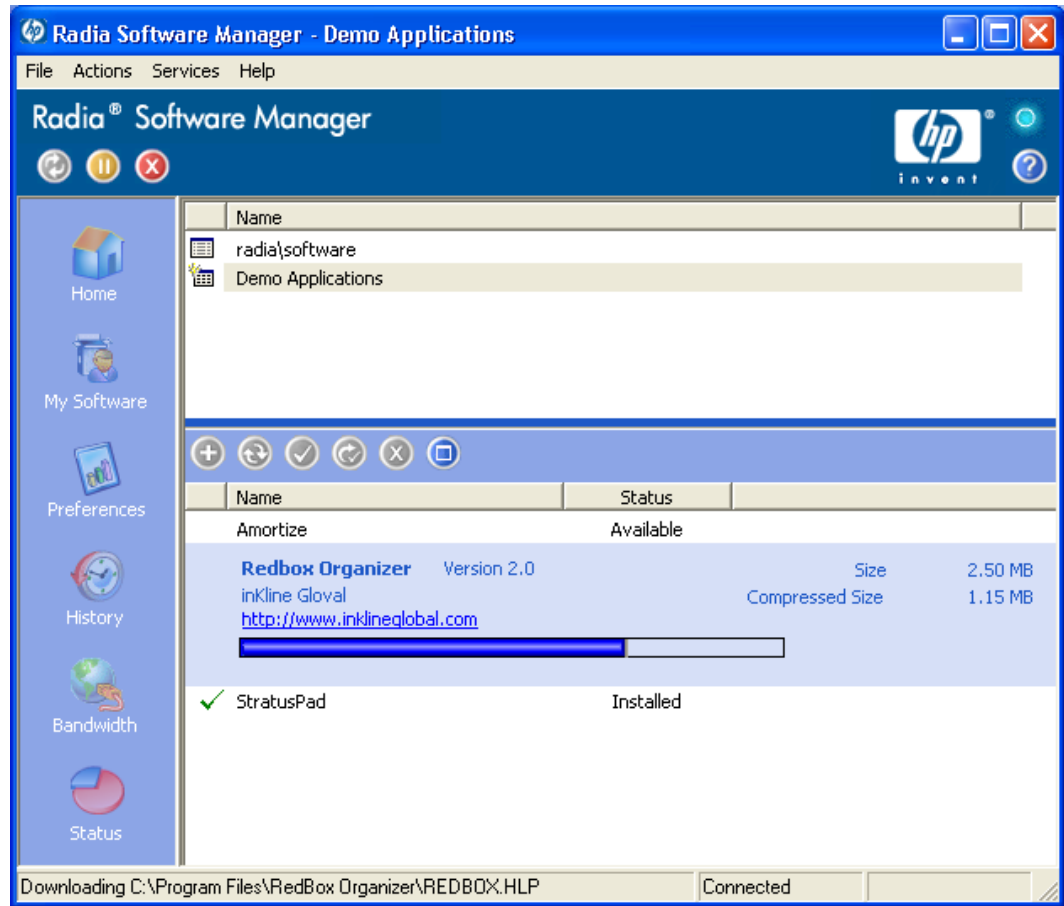 Radia Software Manager - Demo Applications
File Actions Services Help
Radia® Software Manager
hp ®
invent
?
Home
My Software
Preferences
History
Bandwidth
Status
Name
radia\software
Demo Applications
Name Status
Amortize Available
Redbox Organizer Version 2.0 Size 2.50 MB
inKline Gloval Compressed Size 1.15 MB
http://www.inklineglobal.com
StratusPad Installed
Downloading C:\Program Files\RedBox Organizer\REDBOX.HLP Connected